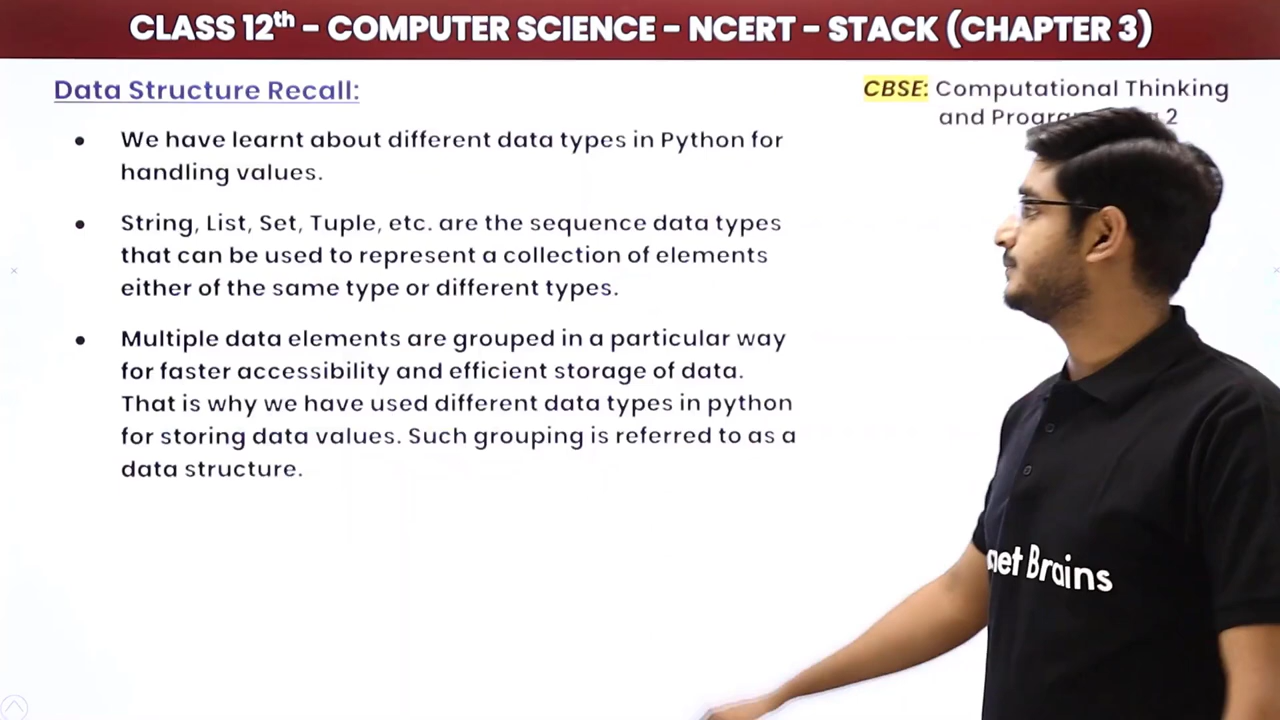 CLASS 12th - COMPUTER SCIENCE - NCERT - STACK (CHAPTER 3)
Data Structure Recall:
CBSE: Computational Thinking
and 2
• We have learnt about different data types in Python for
handling values.
• String, List, Set, Tuple, etc. are the sequence data types
that can be used to represent a collection of elements
either of the same type or different types.
• Multiple data elements are grouped in a particular way
for faster accessibility and efficient storage of data.
That is why we have used different data types in python
for storing data values. Such grouping is referred to as a
data structure.
Brains